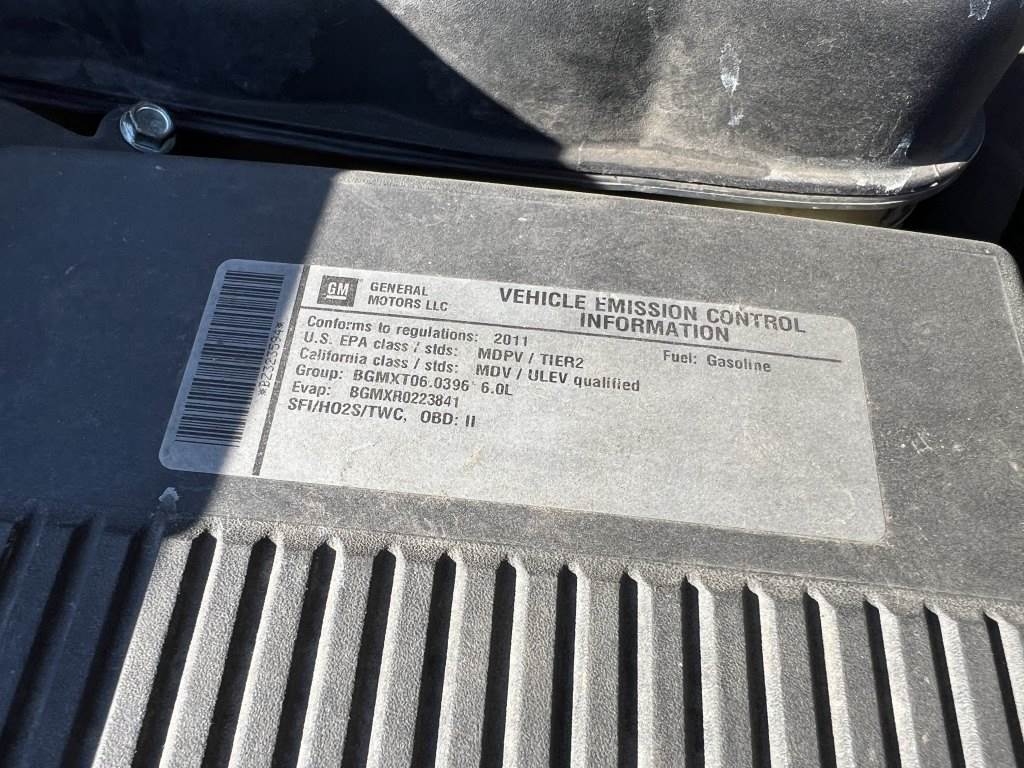 GM
GENERAL
MOTORS LLC
VEHICLE EMISSION CONTROL
INFORMATION
Conforms to regulations: 2011
Fuel: Gasoline
U.S. EPA class / stds: MDPV / TIER2
California class / stds: MDV / ULEV qualified
Group: BGMXT06.0396 6.0L
Evap: BGMXR0223841
SFI/HO2S/TWC, OBD: II